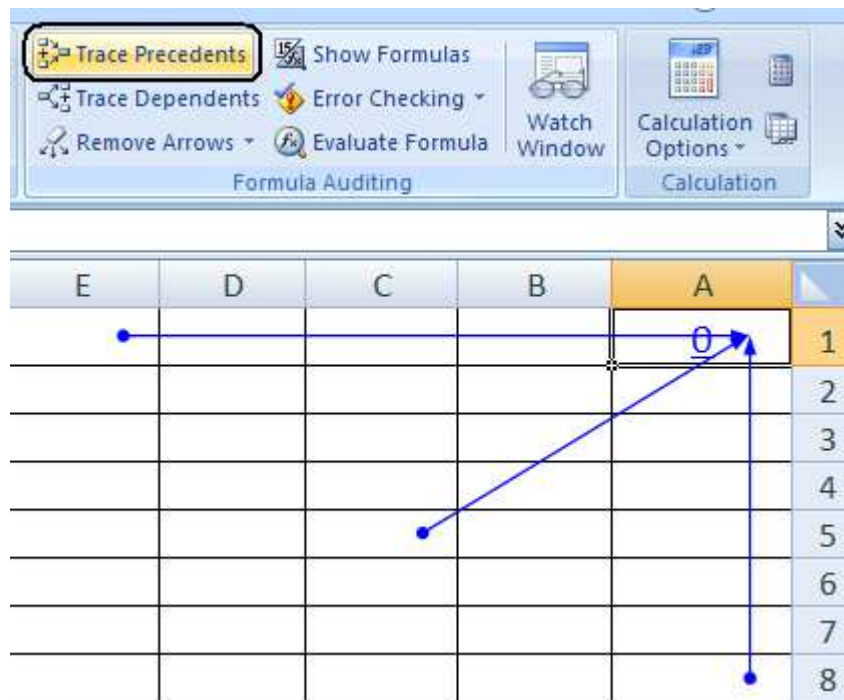 Trace Precedents
Show Formulas
Trace Dependents
Error Checking
Remove Arrows
Evaluate Formula
Watch
Window
Calculation
Options
Formula Auditing
Calculation
E D C B A
0 1
2
3
4
5
6
7
8